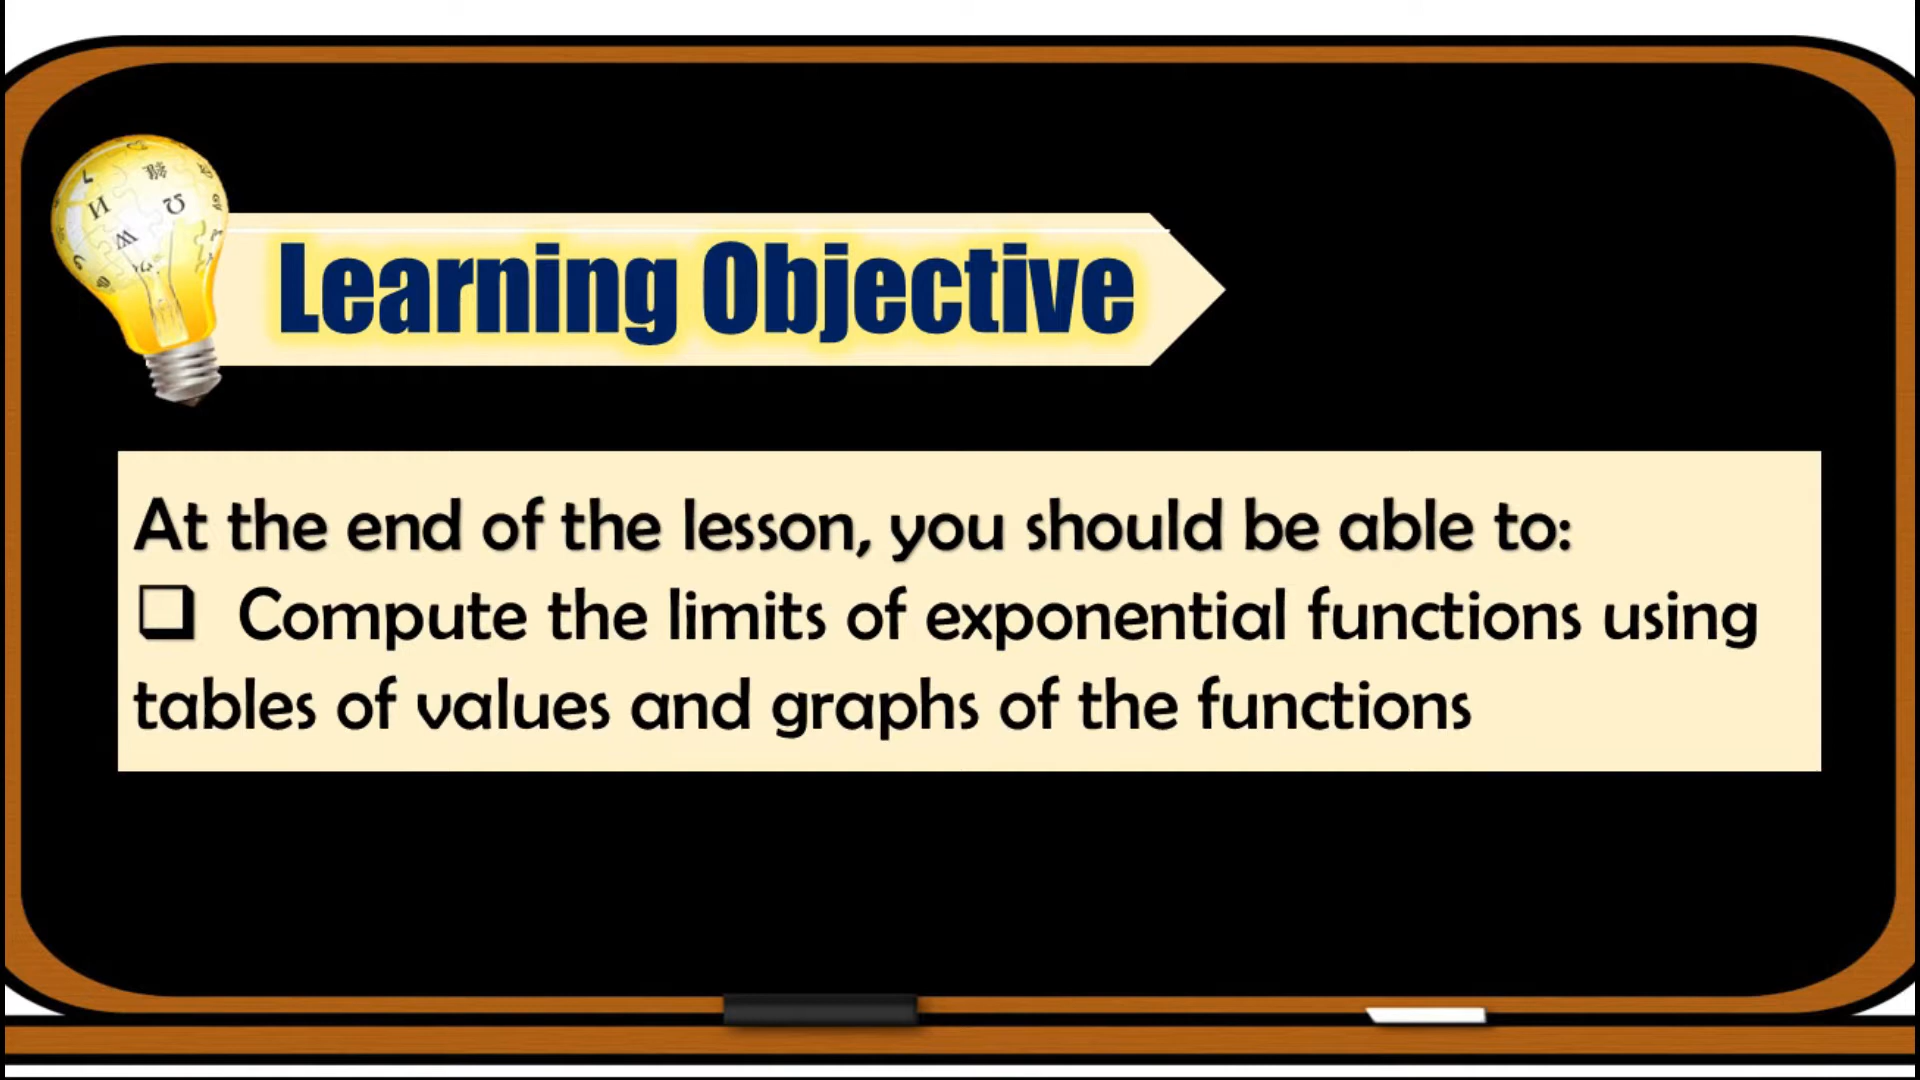 Learning Objective
At the end of the lesson, you should be able to:
❑ Compute the limits of exponential functions using
tables of values and graphs of the functions